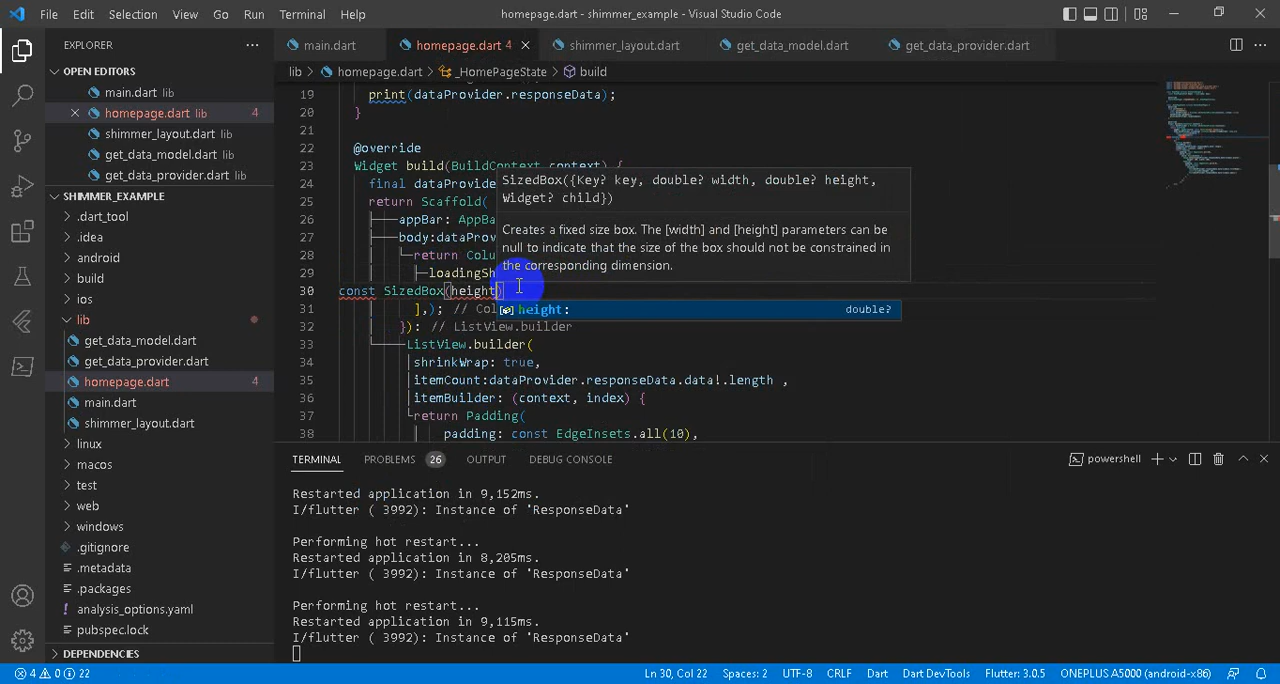 File Edit Selection View Go Run Terminal Help
homepage.dart - shimmer_example - Visual Studio Code
EXPLORER
OPEN EDITORS
main.dart lib
homepage.dart lib 4
shimmer_layout.dart lib
get_data_model.dart lib
get_data_provider.dart lib
SHIMMER_EXAMPLE
.dart_tool
.idea
android
build
ios
lib
get_data_model.dart
get_data_provider.dart
homepage.dart 4
main.dart
shimmer_layout.dart
linux
macos
test
web
windows
.gitignore
.metadata
.packages
analysis_options.yaml
pubspec.lock
DEPENDENCIES
main.dart
homepage.dart 4
shimmer_layout.dart
get_data_model.dart
get_data_provider.dart
lib homepage.dart _HomePageState build
19 print(dataProvider.responseData);
20 }
21
22 @override
23 Widget build(BuildContext context) {
24 final dataProvide
25 return Scaffold(
26 appBar: AppBa
27 body:dataProv
28 return Colu
29 loadingSh
30 const SizedBox(height)
31 ],); // Col
32 }): // ListView.builder
33 ListView.builder(
34 shrinkWrap: true,
35 itemCount:dataProvider.responseData.data!.length ,
36 itemBuilder: (context, index) {
37 return Padding(
38 padding: const EdgeInsets.all(10),
SizedBox({Key? key, double? width, double? height,
Widget? child})
Creates a fixed size box. The [width] and [height] parameters can be
null to indicate that the size of the box should not be constrained in
the corresponding dimension.
height: double?
TERMINAL PROBLEMS 26 OUTPUT DEBUG CONSOLE
powershell
Restarted application in 9,152ms.
I/flutter ( 3992): Instance of 'ResponseData'
Performing hot restart...
Restarted application in 8,205ms.
I/flutter ( 3992): Instance of 'ResponseData'
Performing hot restart...
Restarted application in 9,115ms.
I/flutter ( 3992): Instance of 'ResponseData'
4 0 22
Ln 30, Col 22 Spaces: 2 UTF-8 CRLF Dart Dart DevTools Flutter: 3.0.5 ONEPLUS A5000 (android-x86)